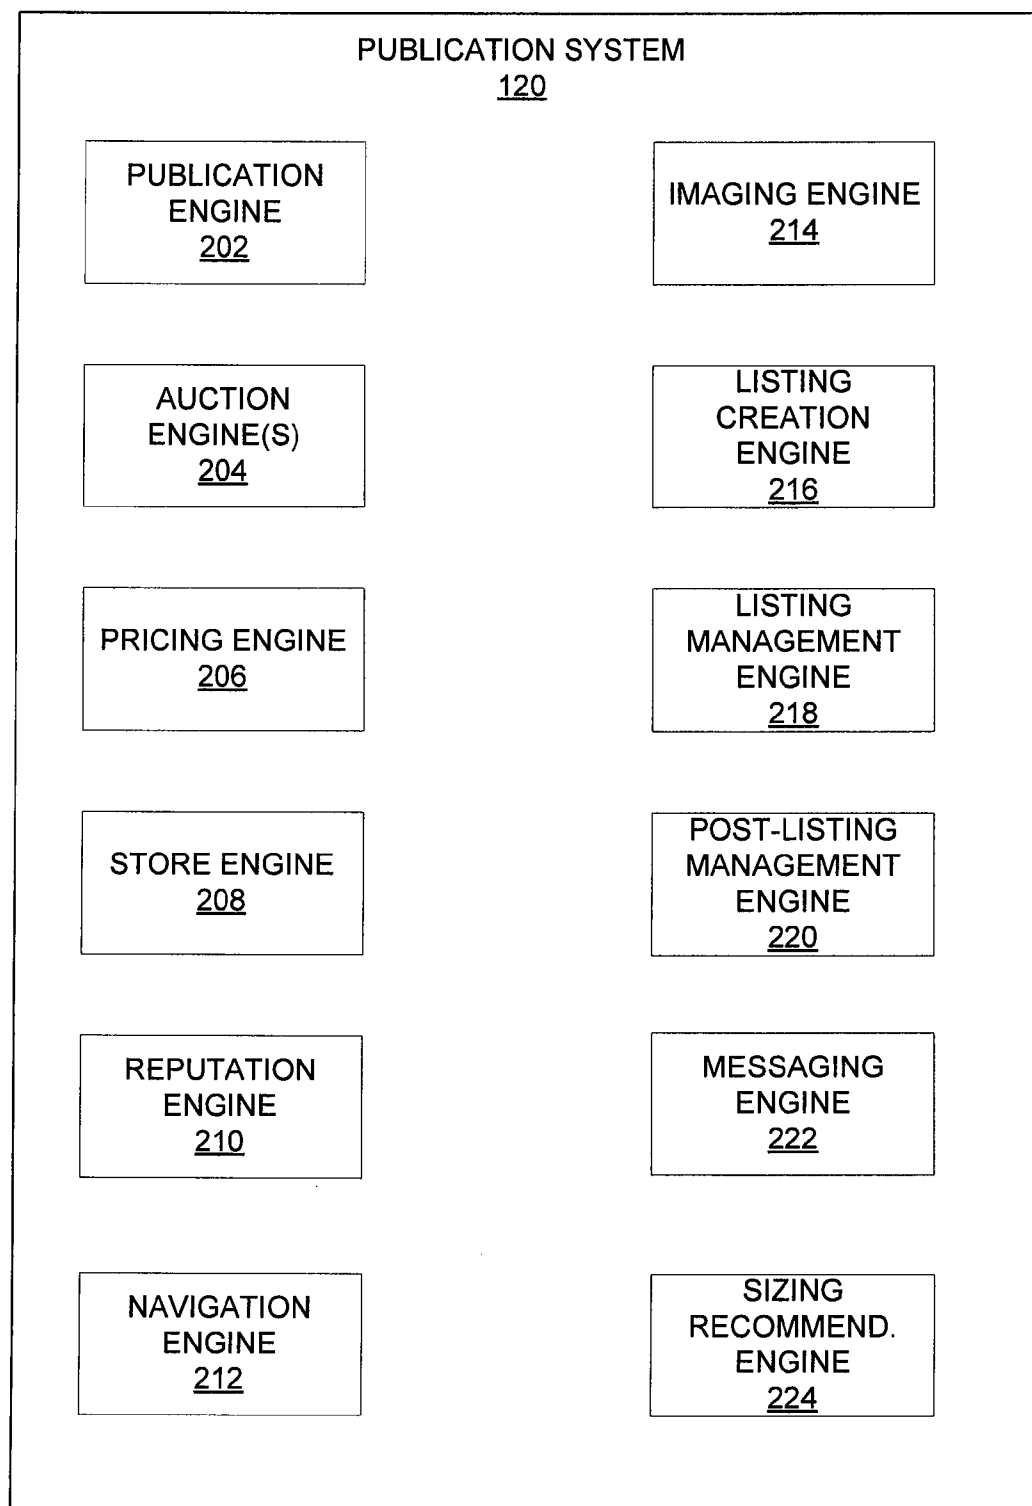 PUBLICATION SYSTEM
120
PUBLICATION
ENGINE
202
IMAGING ENGINE
214
AUCTION
ENGINE(S)
204
LISTING
CREATION
ENGINE
216
PRICING ENGINE
206
LISTING
MANAGEMENT
ENGINE
218
STORE ENGINE
208
POST-LISTING
MANAGEMENT
ENGINE
220
REPUTATION
ENGINE
210
MESSAGING
ENGINE
222
NAVIGATION
ENGINE
212
SIZING
RECOMMEND.
ENGINE
224